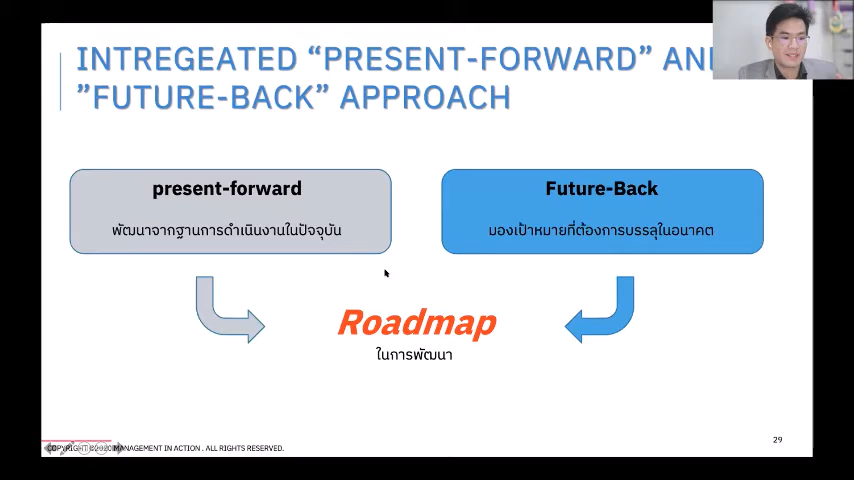 INTREGEATED “PRESENT-FORWARD” AND
”FUTURE-BACK” APPROACH
present-forward
พัฒนาจากฐานการดำเนินงานในปัจจุบัน
Future-Back
มองเป้าหมายที่ต้องการบรรลุในอนาคต
Roadmap
ในการพัฒนา
COPYRIGHT ©2020 MANAGEMENT IN ACTION . ALL RIGHTS RESERVED.
29